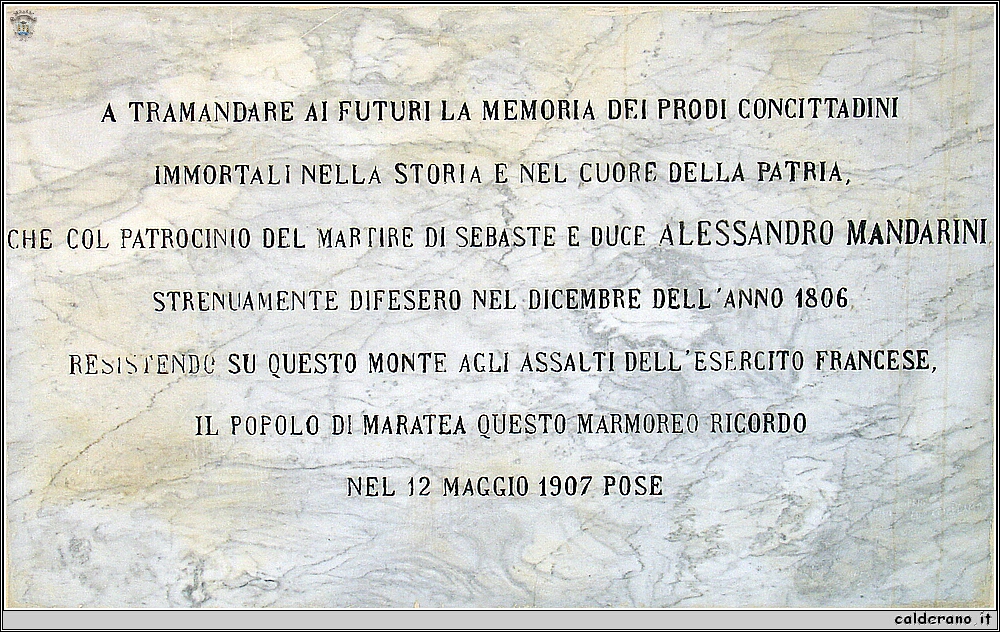 A TRAMANDARE AI FUTURI LA MEMORIA DEI PRODI CONCITTADINI
IMMORTALI NELLA STORIA E NEL CUORE DELLA PATRIA,
CHE COL PATROCINIO DEL MARTIRE DI SEBASTE E DUCE ALESSANDRO MANDARINI
STRENUAMENTE DIFESERO NEL DICEMBRE DELL'ANNO 1806
RESISTENDO SU QUESTO MONTE AGLI ASSALTI DELL'ESERCITO FRANCESE,
IL POPOLO DI MARATEA QUESTO MARMOREO RICORDO
NEL 12 MAGGIO 1907 POSE
calderano it